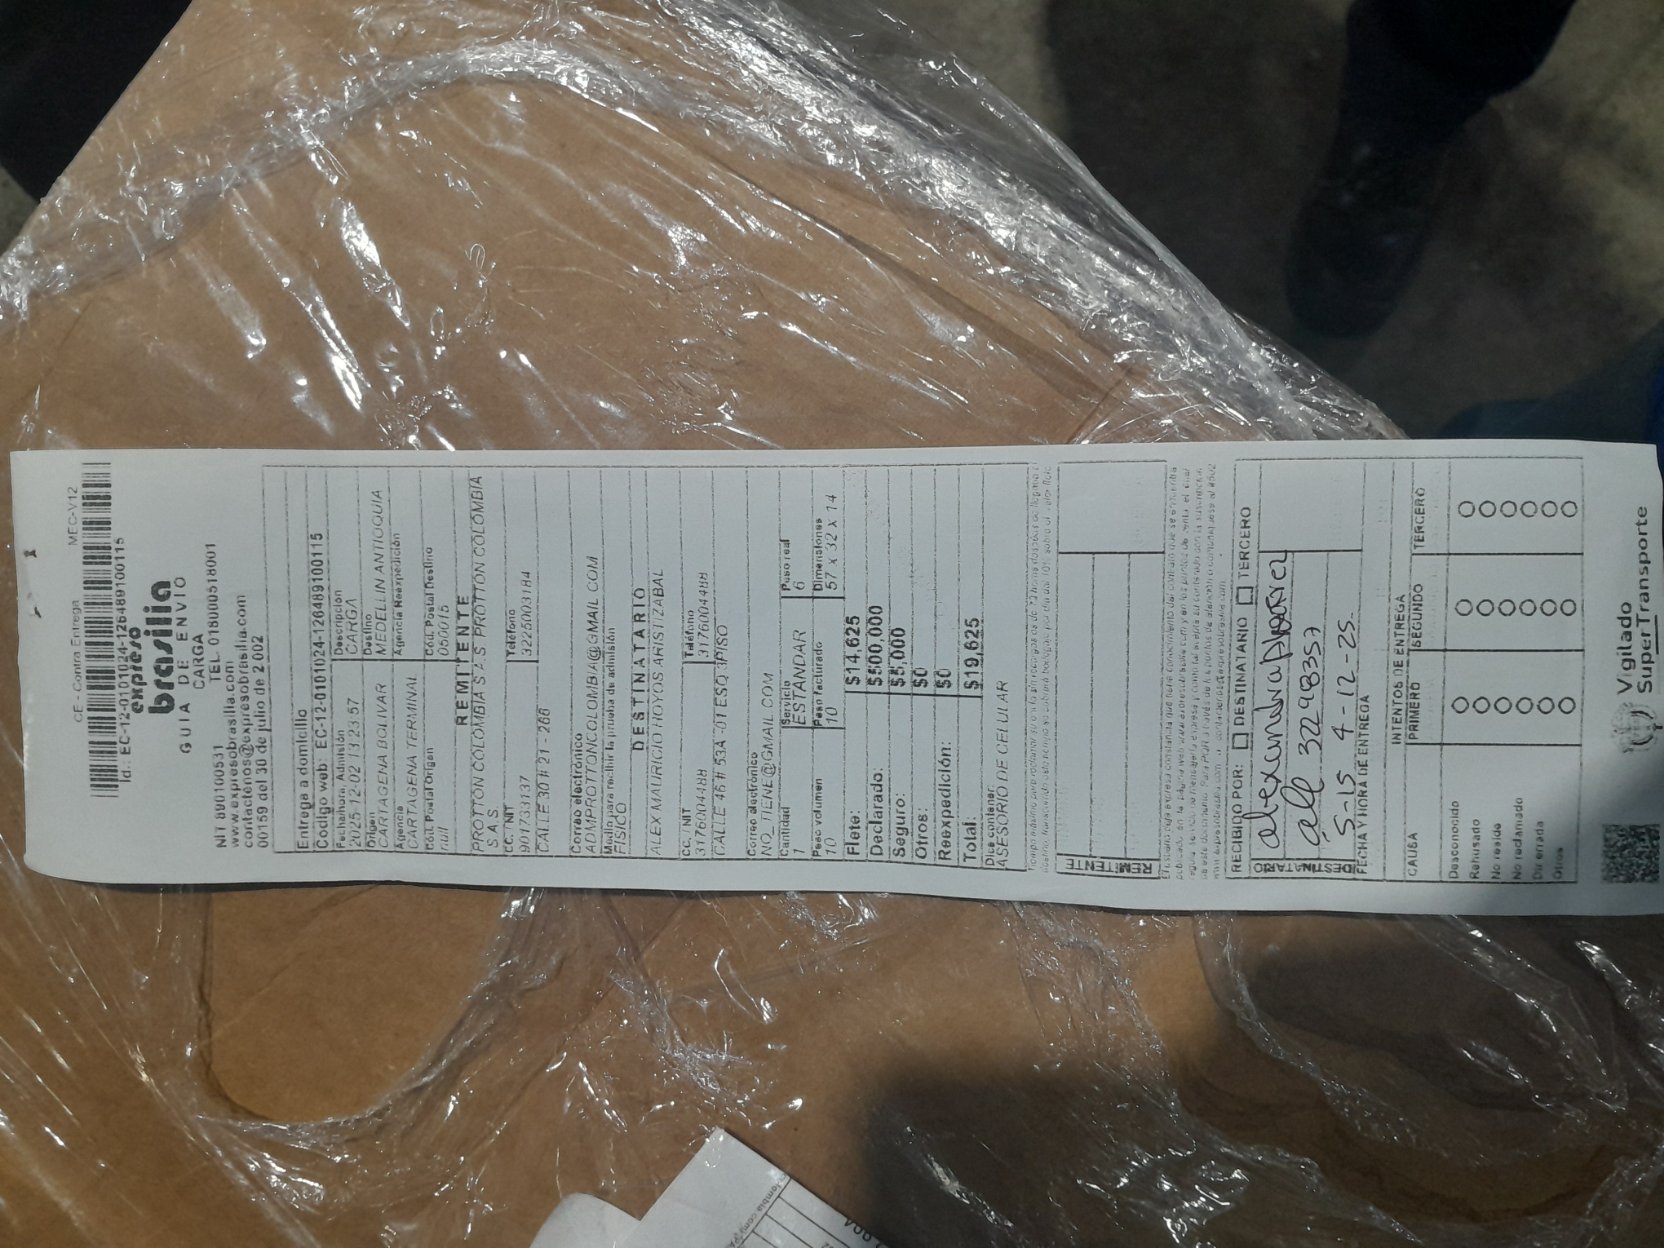 CE - Contra Entrega MEC-V12
Id.: EC-12-0101024-126489100115
expreso
brasilia
GUIA DE ENVIO
CARGA
NIT 890100531 TEL. 018000518001
www.expresobrasilia.com
contactenos@expresobrasilia.com
00159 del 30 de julio de 2002
Entrega a domicilio
Codigo web: EC-12-0101024-126489100115
Fecha/hora, Admisión Descripción
2025-12-02 13:23:57 CARGA
Origen Destino
CARTAGENA BOLIVAR MEDELLIN ANTIOQUIA
Agencia Agencia Reexpedición
CARTAGENA TERMINAL
Cód. Postal Origen Cód. Postal Destino
null 050015
REMITENTE
PROTTON COLOMBIA S A S PROTTON COLOMBIA
S A S
CC / NIT Teléfono
901733137 3225003184
CALLE 30 # 21 - 266
Correo electrónico
ADMPROTTONCOLOMBIA@GMAIL.COM
Medio para recibir la prueba de admisión
FISICO
DESTINATARIO
ALEX MAURICIO HOYOS ARISTIZABAL
CC / NIT Teléfono
3176004488 3176004488
CALLE 46 # 53A -01 ESQ 3PISO
Correo electrónico
NO_TIENE@GMAIL.COM
Cantidad Servicio Peso real
1 ESTANDAR 6
Peso volumen Peso facturado Dimensiones
10 10 57 x 32 x 14
Flete: $14,625
Declarado: $500,000
Seguro: $5,000
Otros: $0
Reexpedición: $0
Total: $19,625
Dice contener
ASESORIO DE CELULAR
REMITENTE
RECIBIDO POR: DESTINATARIO TERCERO
DESTINATARIO
5-15 4-12-25
FECHA Y HORA DE ENTREGA
INTENTOS DE ENTREGA
CAUSA PRIMERO SEGUNDO TERCERO
Desconocido
Rehusado
No reside
No reclamado
Dir errada
Otros
Vigilado
SuperTransporte